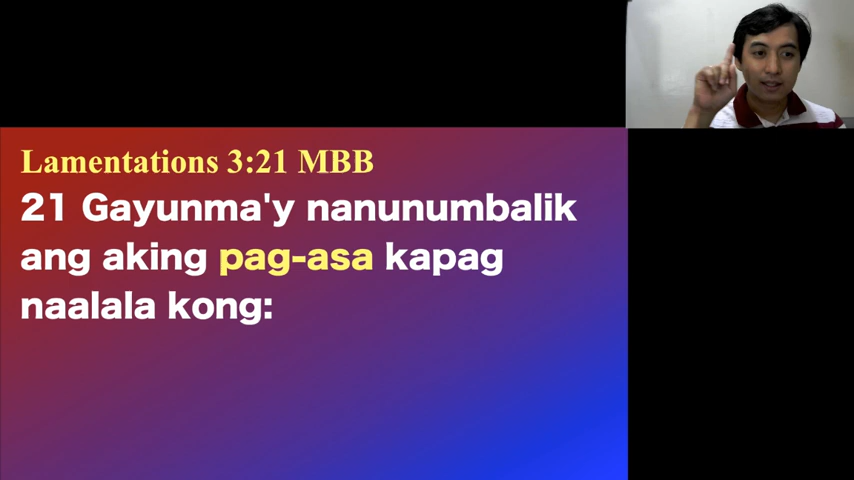 Lamentations 3:21 MBB
21 Gayunma'y nanunumbalik
ang aking pag-asa kapag
naalala kong: